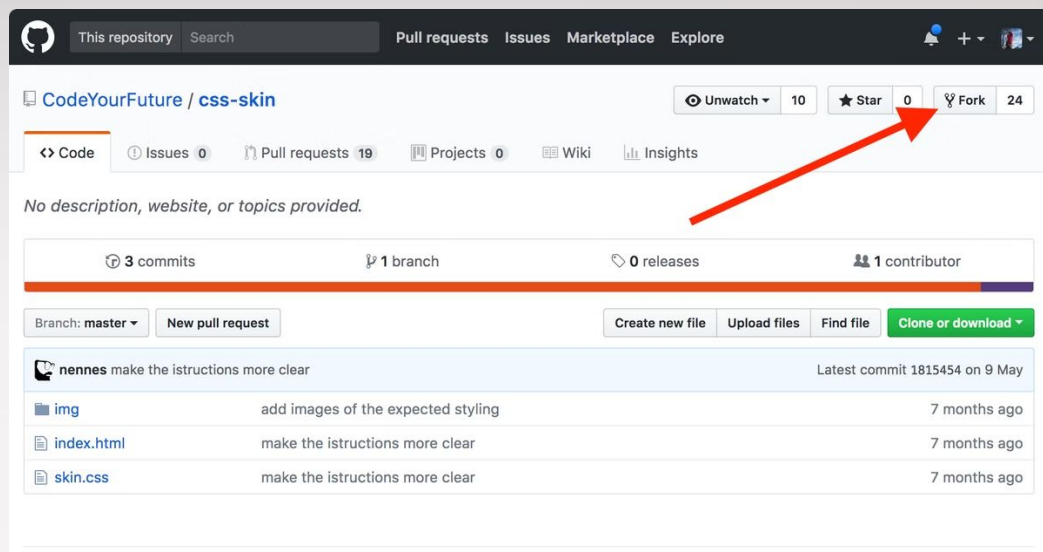 This repository Search Pull requests Issues Marketplace Explore
CodeYourFuture / css-skin Unwatch 10 Star 0 Fork 24
<> Code Issues 0 Pull requests 19 Projects 0 Wiki Insights
No description, website, or topics provided.
3 commits 1 branch 0 releases 1 contributor
Branch: master New pull request Create new file Upload files Find file Clone or download
nennes make the istructions more clear Latest commit 1815454 on 9 May
img add images of the expected styling 7 months ago
index.html make the istructions more clear 7 months ago
skin.css make the istructions more clear 7 months ago